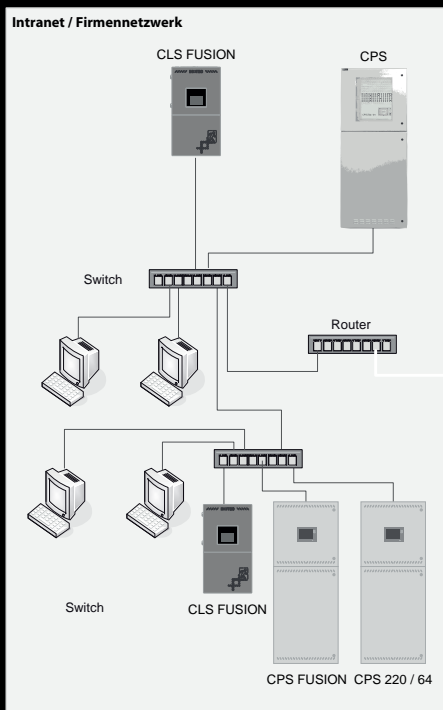 Intranet / Firmennetzwerk
CLS FUSION
CPS
Switch
Router
Switch
CLS FUSION
CPS FUSION
CPS 220 / 64